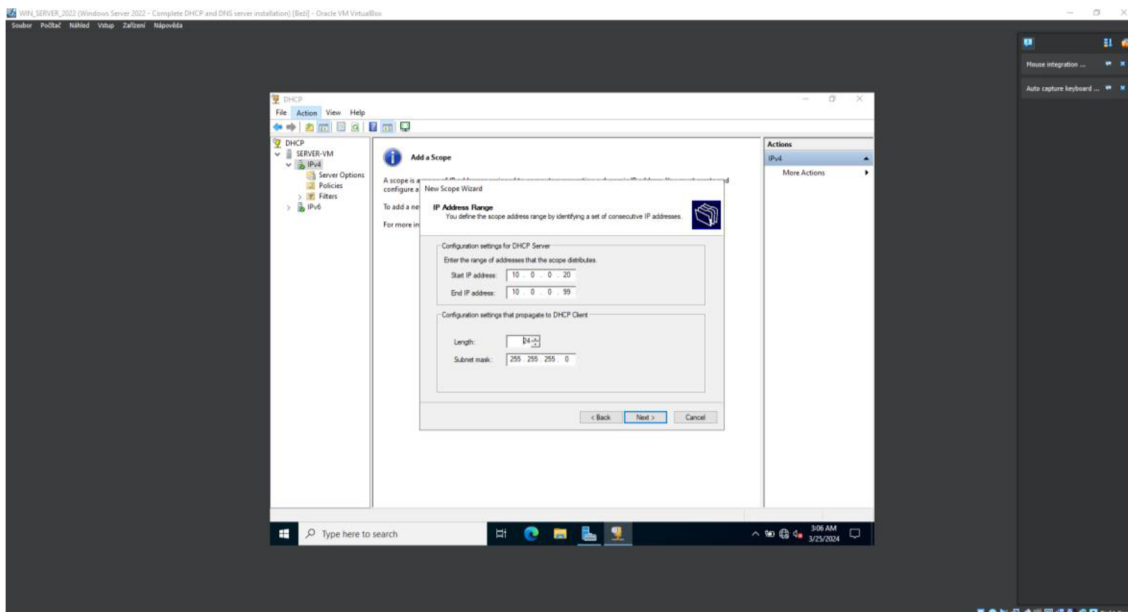 WIN_SERVER_2022 (Windows Server 2022 - Complete DHCP and DNS server installation) [Beží] - Oracle VM VirtualBox
Soubor Počítač Náhled Vstup Zařízení Nápověda
Mouse integration ...
Auto capture keyboard ...
DHCP
File Action View Help
DHCP
SERVER-VM
IPv4
Server Options
Policies
Filters
IPv6
Add a Scope
A scope is a
configure a
To add a ne
For more in
New Scope Wizard
IP Address Range
You define the scope address range by identifying a set of consecutive IP addresses.
Configuration settings for DHCP Server
Enter the range of addresses that the scope distributes.
Start IP address: 10 . 0 . 0 . 20
End IP address: 10 . 0 . 0 . 99
Configuration settings that propagate to DHCP Client
Length: 24
Subnet mask: 255 . 255 . 255 . 0
< Back Next > Cancel
Actions
IPv4
More Actions
Type here to search
3:06 AM
3/25/2024